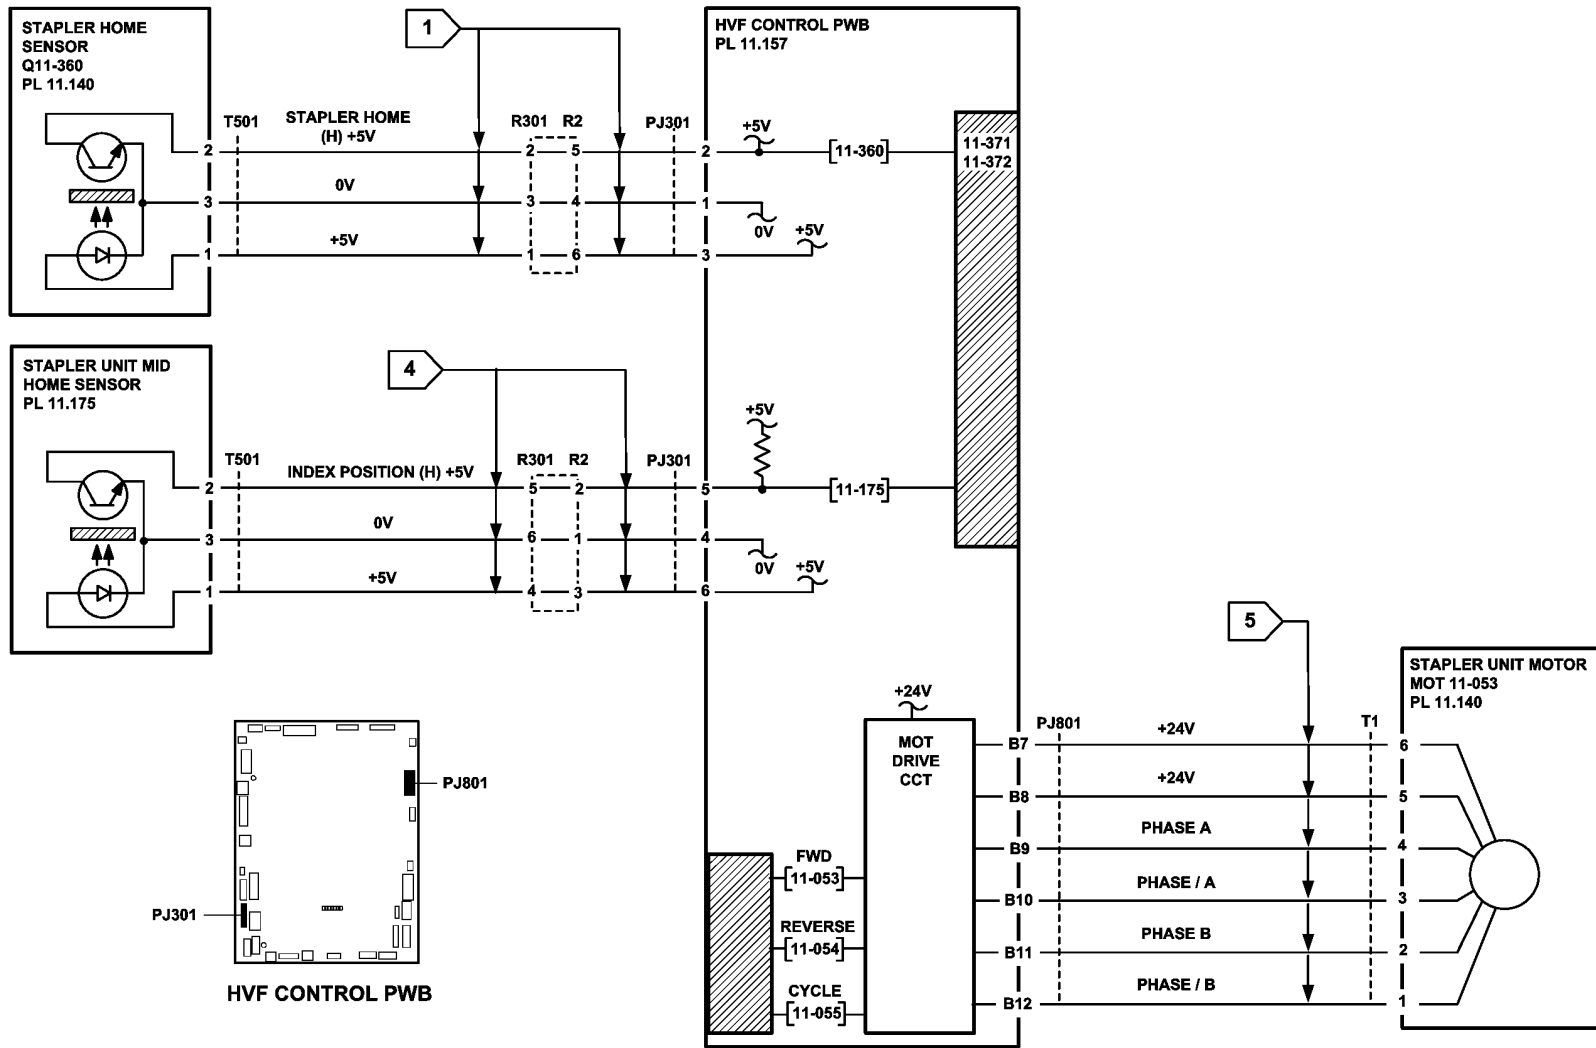 STAPLER HOME
SENSOR
Q11-360
PL 11.140
1
HVF CONTROL PWB
PL 11.157
T501
STAPLER HOME
(H) +5V
R301 R2
PJ301
+5V
2
2 5
2
[11-360]
11-371
11-372
0V
3
3 4
1
0V
+5V
+5V
1
1 6
3
STAPLER UNIT MID
HOME SENSOR
PL 11.175
4
+5V
T501
INDEX POSITION (H) +5V
R301 R2
PJ301
2
5 2
5
[11-175]
0V
3
6 1
4
0V
+5V
+5V
1
4 3
6
5
STAPLER UNIT MOTOR
MOT 11-053
PL 11.140
+24V
MOT
DRIVE
CCT
PJ801
T1
B7
+24V
6
B8
+24V
5
B9
PHASE A
4
B10
PHASE / A
3
B11
PHASE B
2
B12
PHASE / B
1
FWD
[11-053]
REVERSE
[11-054]
CYCLE
[11-055]
PJ801
PJ301
HVF CONTROL PWB